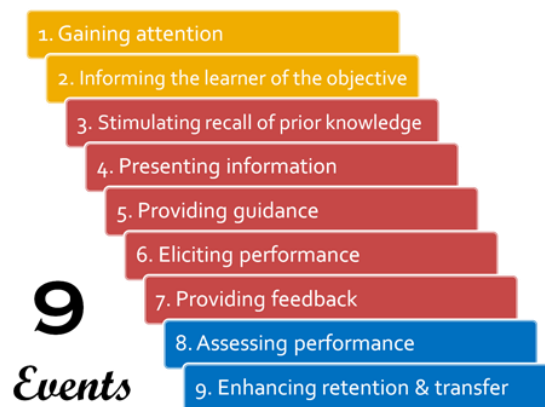 1. Gaining attention
2. Informing the learner of the objective
3. Stimulating recall of prior knowledge
4. Presenting information
5. Providing guidance
6. Eliciting performance
7. Providing feedback
8. Assessing performance
9. Enhancing retention & transfer
9
Events